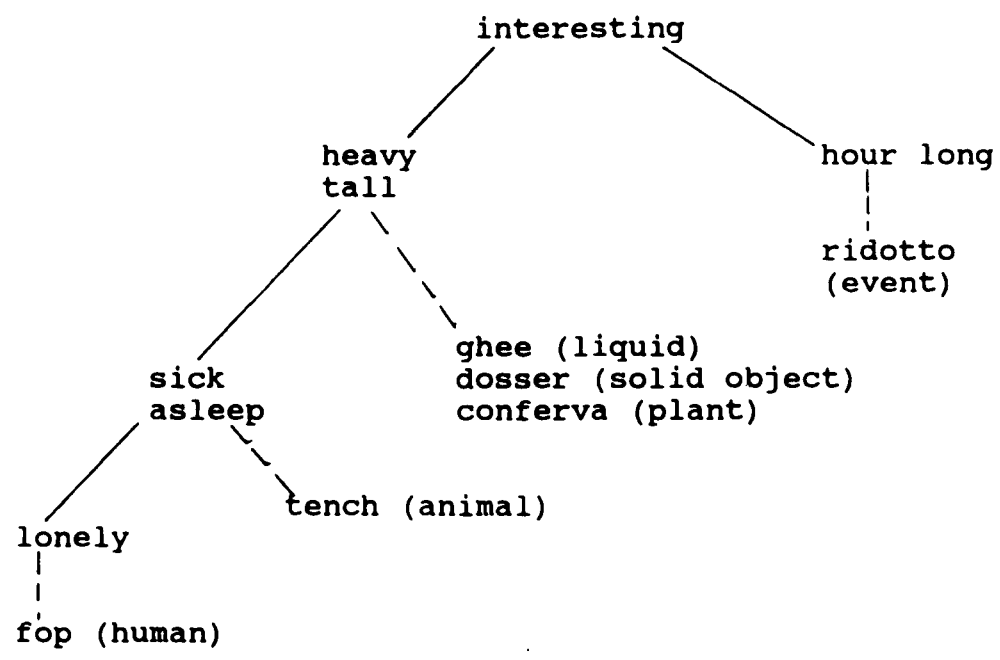 interesting
heavy
tall
hour long
ridotto
(event)
ghee (liquid)
dosser (solid object)
conferva (plant)
sick
asleep
tench (animal)
lonely
fop (human)